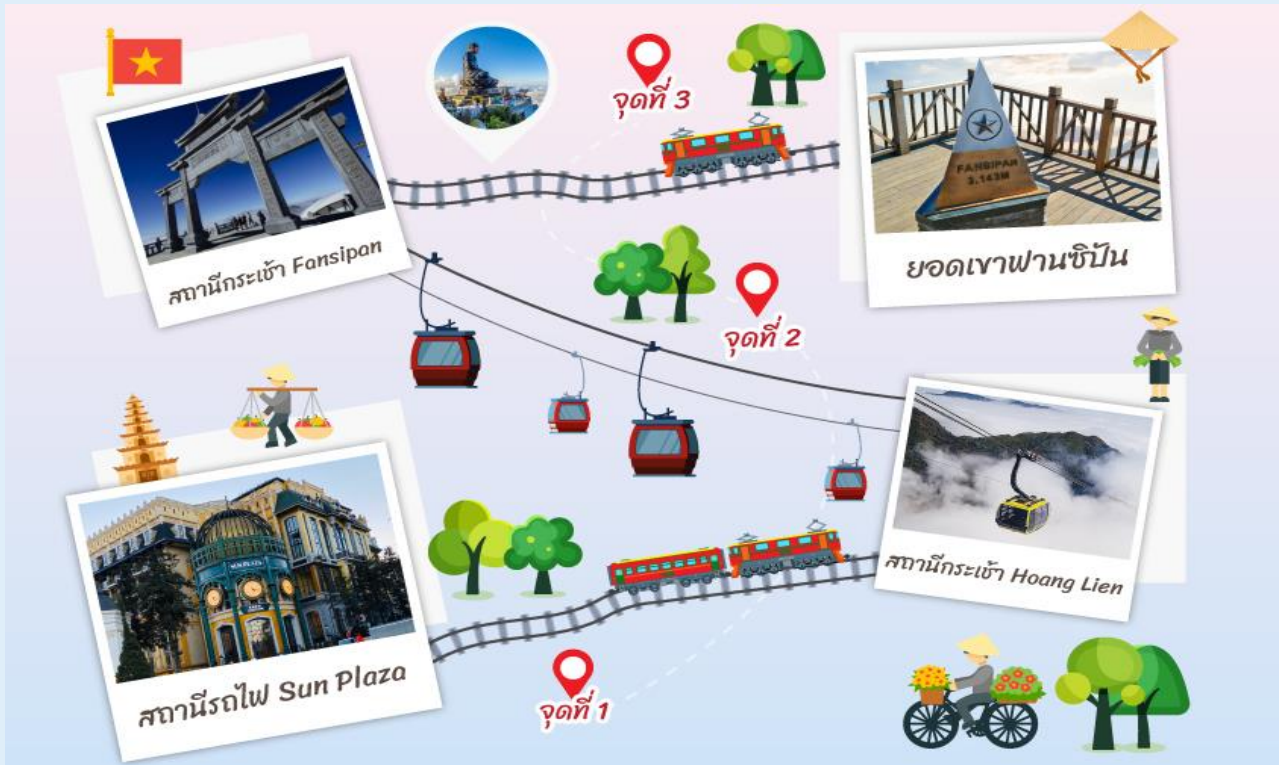 จุดที่ 3
FANSIPAN
3.143M
สถานีกระเช้า Fansipan
ยอดเขาฟานซิปัน
จุดที่ 2
SUN PLAZA
สถานีกระเช้า Hoang Lien
สถานีรถไฟ Sun Plaza
จุดที่ 1